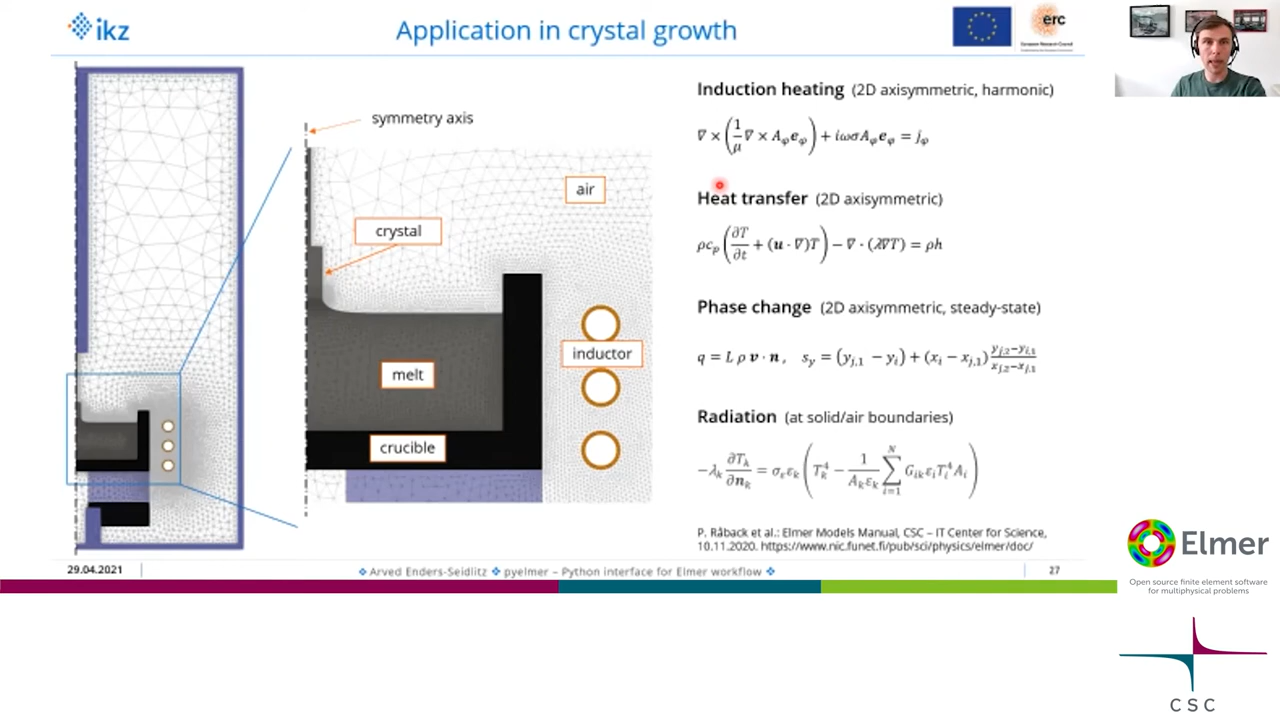 ikz
Application in crystal growth
erc
European Research Council
symmetry axis
air
crystal
inductor
melt
crucible
Induction heating (2D axisymmetric, harmonic)
∇ × (1/μ ∇ × A_φ e_φ) + iωσA_φ e_φ = j_φ
Heat transfer (2D axisymmetric)
ρc_p (∂T/∂t + (u · ∇)T) − ∇ · (λ∇T) = ρh
Phase change (2D axisymmetric, steady-state)
q = L ρ v · n, s_y = (y_{j,1} − y_i) + (x_i − x_{j,1}) (y_{j,2}−y_{j,1})/(x_{j,2}−x_{j,1})
Radiation (at solid/air boundaries)
−λ_k ∂T_k/∂n_k = σ_ε ε_k (T_k^4 − 1/(A_k ε_k) ∑_{i=1}^{N} G_{ik} ε_i T_i^4 A_i)
P. Råback et al.: Elmer Models Manual, CSC – IT Center for Science,
10.11.2020. https://www.nic.funet.fi/pub/sci/physics/elmer/doc/
29.04.2021
❖ Arved Enders-Seidlitz ❖ pyelmer – Python interface for Elmer workflow ❖
27
Elmer
Open source finite element software
for multiphysical problems
CSC